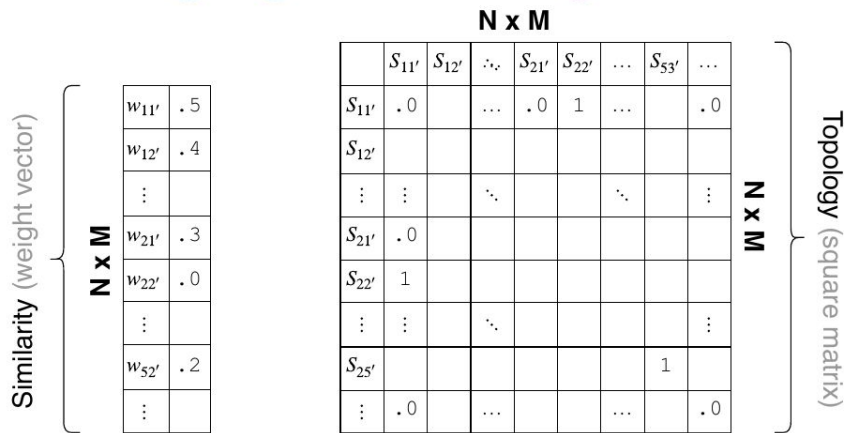 N x M
Similarity (weight vector)
N x M
w11′ .5
w12′ .4
⋮
w21′ .3
w22′ .0
⋮
w52′ .2
⋮
S11′ S12′ ⋱ S21′ S22′ … S53′ …
S11′ .0 … .0 1 … .0
S12′
⋮ ⋮ ⋱ ⋱ ⋮
S21′ .0
S22′ 1
⋮ ⋮ ⋱ ⋮
S25′ 1
⋮ .0 … … .0
N x M
Topology (square matrix)